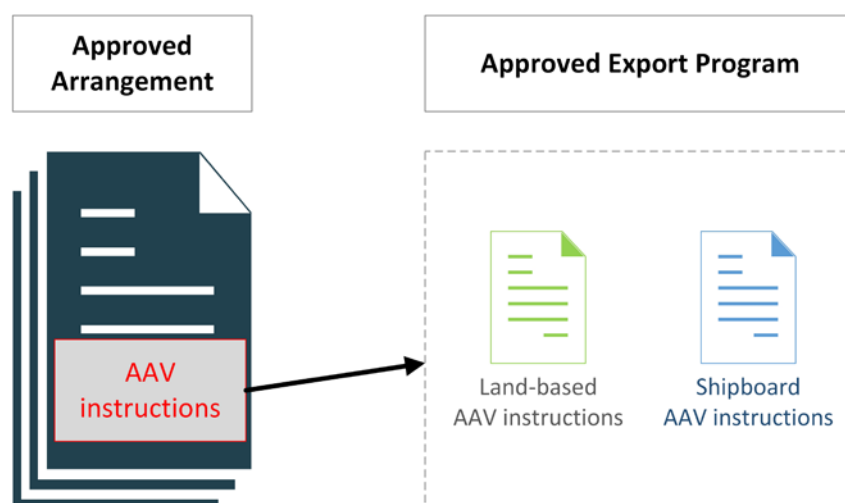 Approved
Arrangement
Approved Export Program
AAV
instructions
Land-based
AAV instructions
Shipboard
AAV instructions